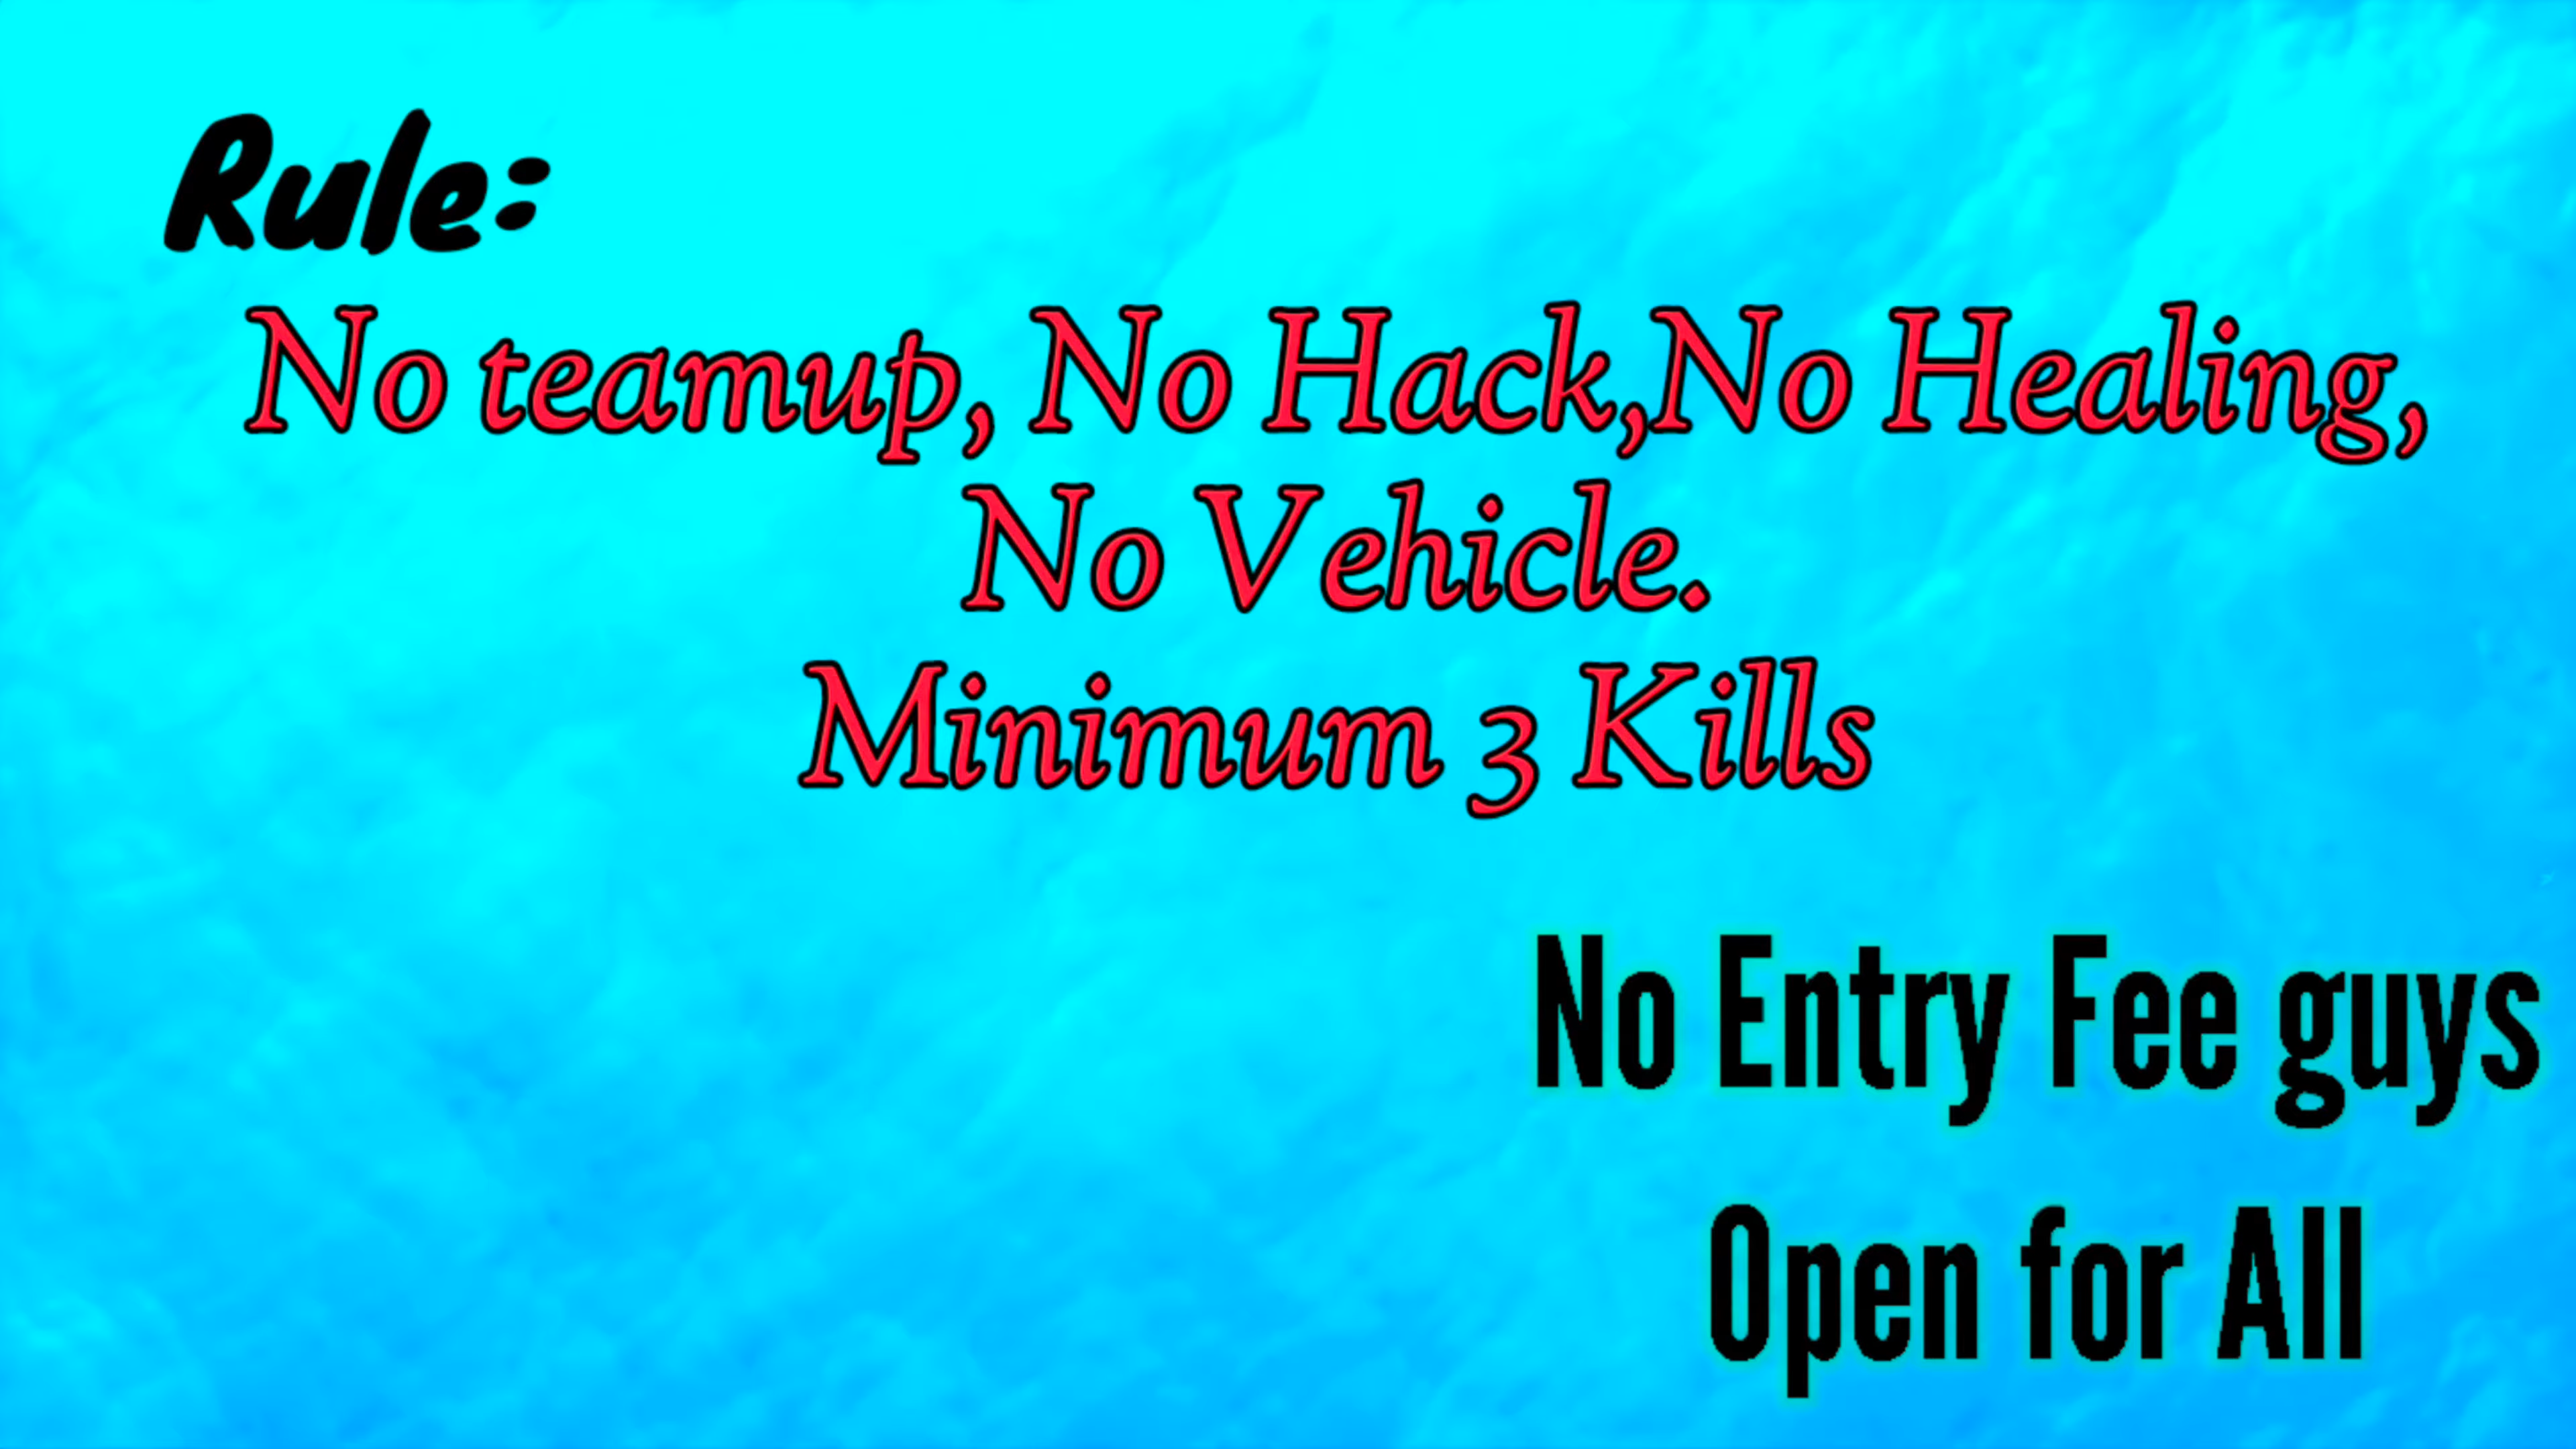 Rule:
No teamup, No Hack,No Healing,
No Vehicle.
Minimum 3 Kills
No Entry Fee guys
Open for All